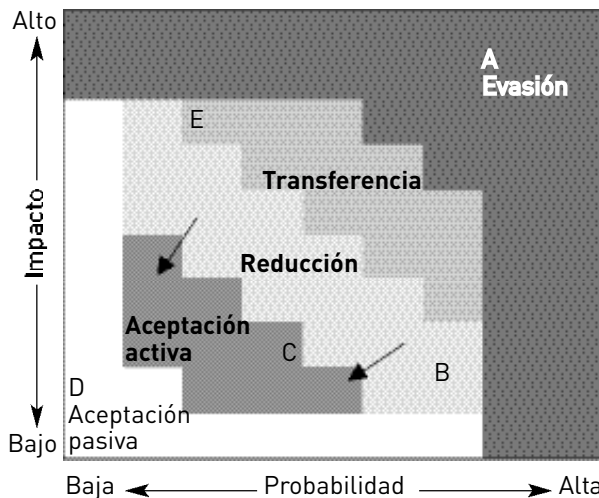 Alto
A
Evasión
E
Transferencia
Impacto
Reducción
Aceptación
activa
C
B
D
Aceptación
pasiva
Bajo
Baja
Probabilidad
Alta